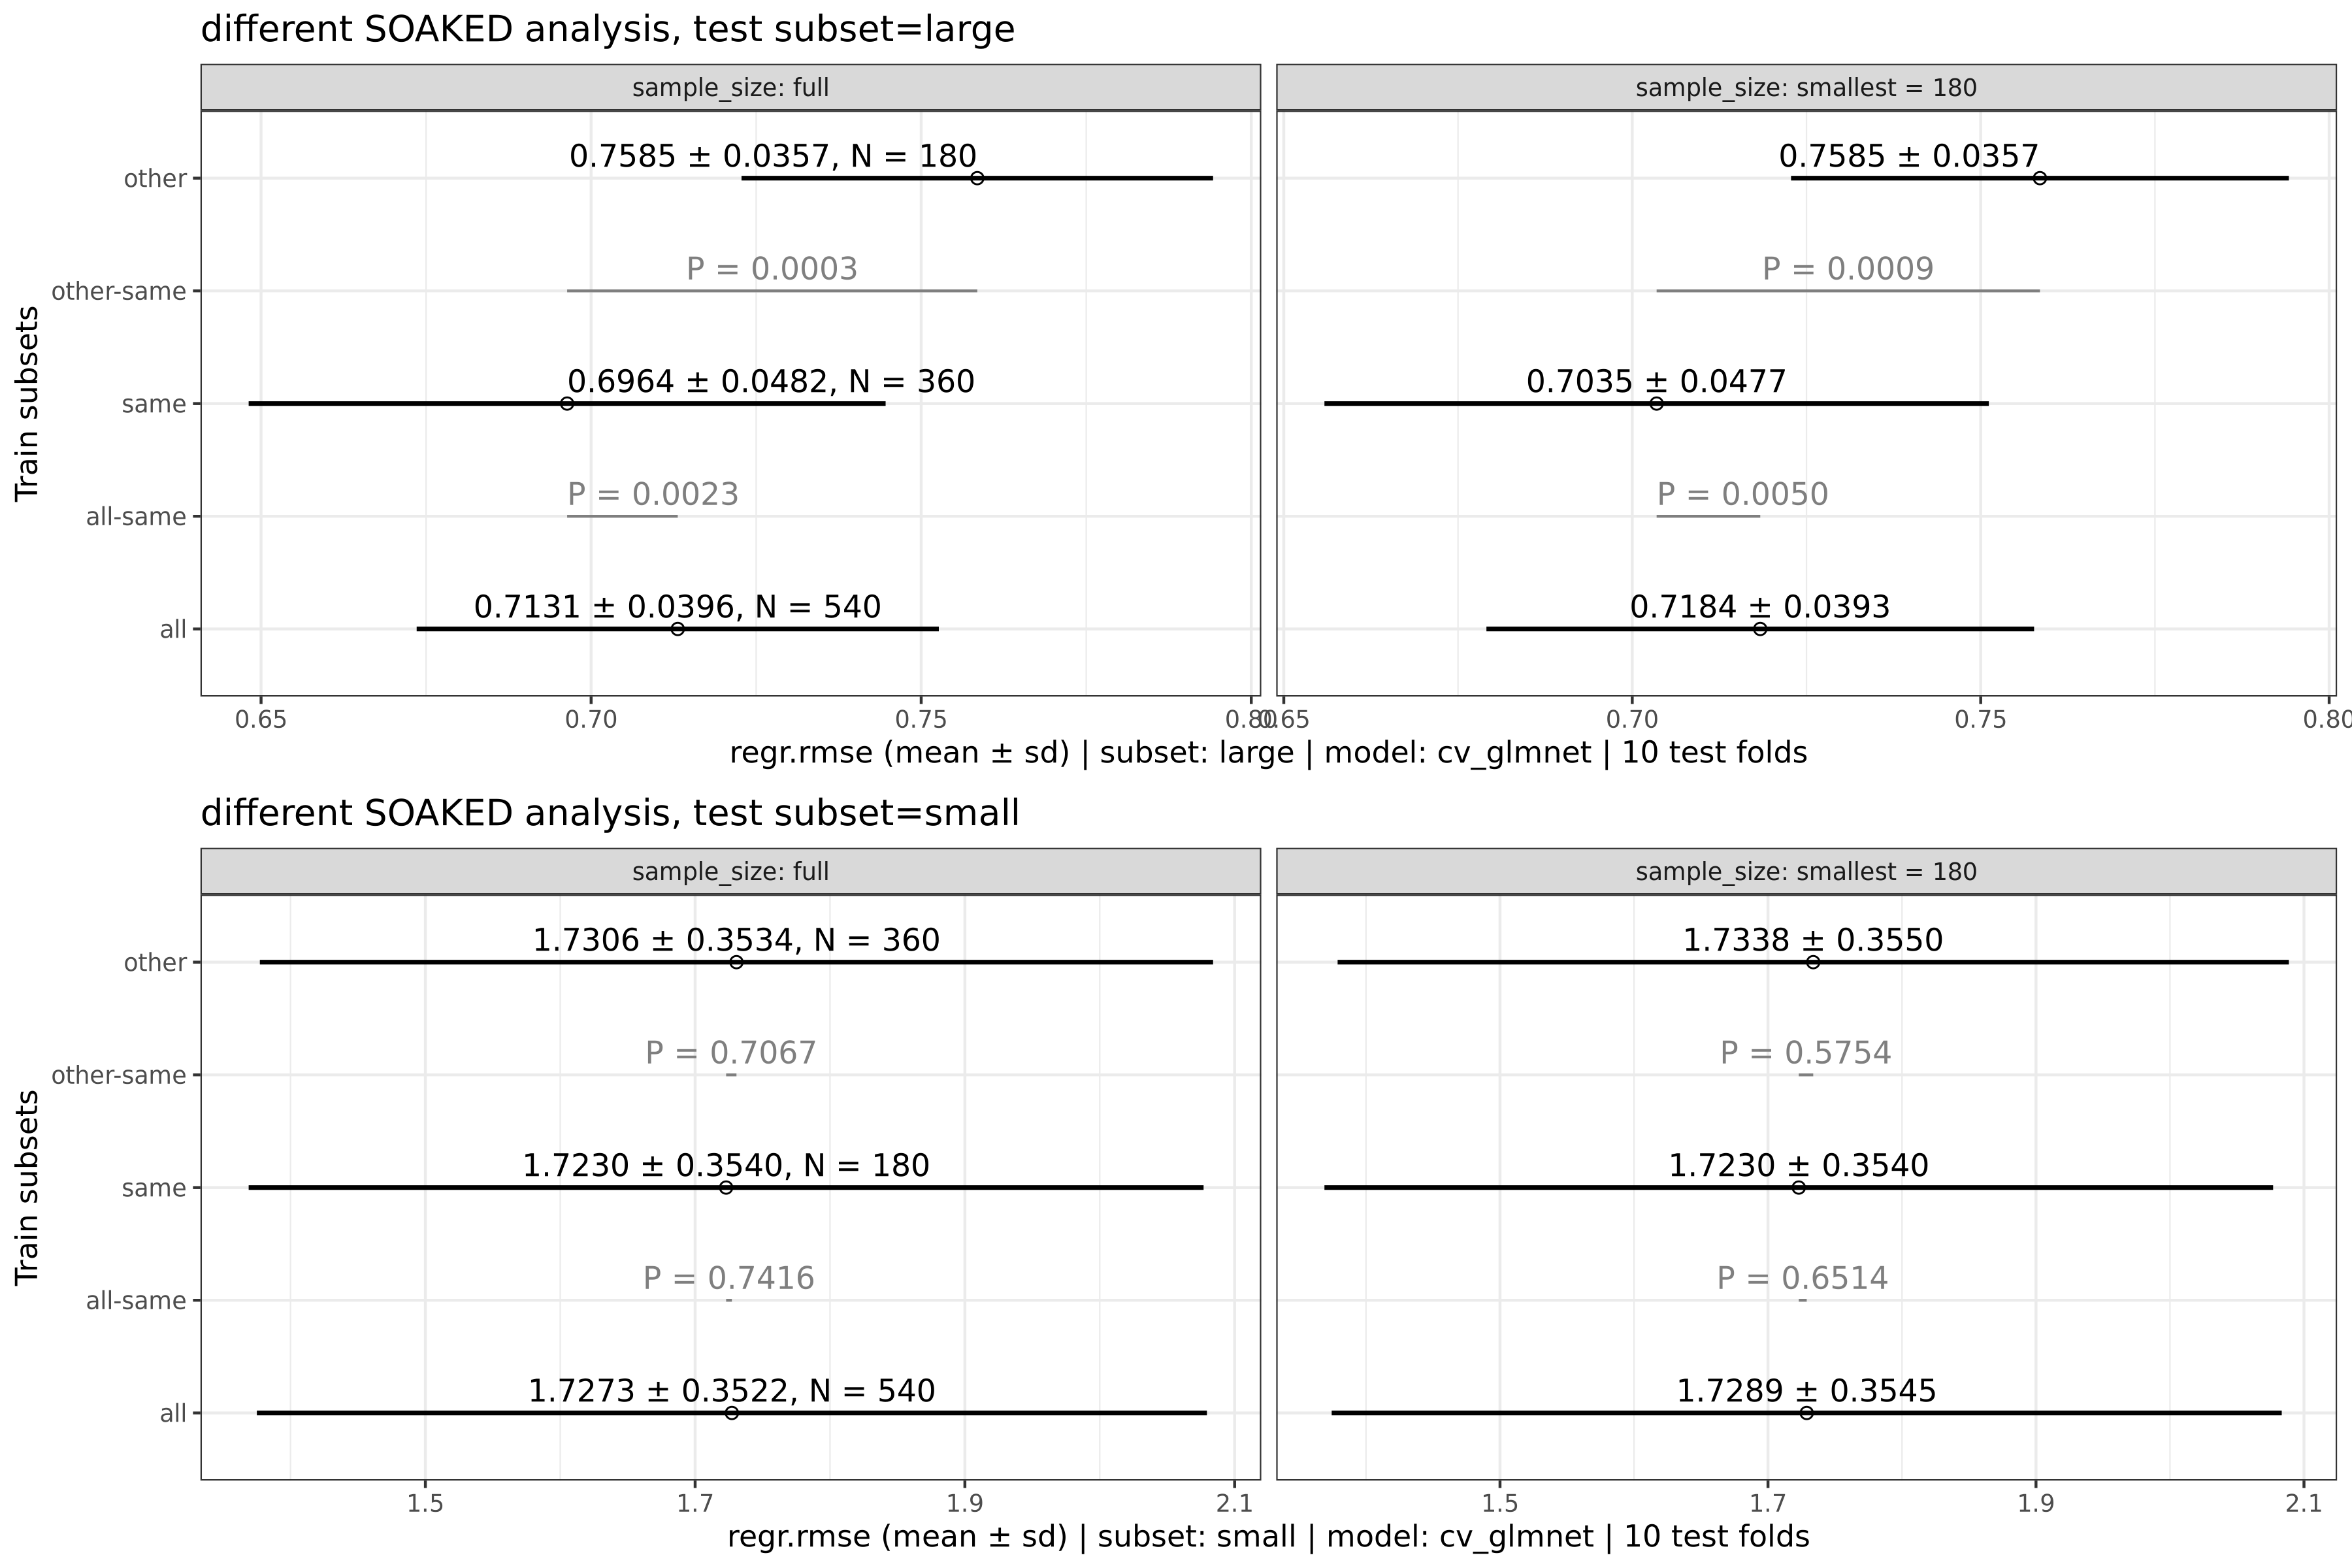 different SOAKED analysis, test subset=large
sample_size: full
sample_size: smallest = 180
Train subsets
other
other-same
same
all-same
all
0.7585 ± 0.0357, N = 180
P = 0.0003
0.6964 ± 0.0482, N = 360
P = 0.0023
0.7131 ± 0.0396, N = 540
0.7585 ± 0.0357
P = 0.0009
0.7035 ± 0.0477
P = 0.0050
0.7184 ± 0.0393
0.65 0.70 0.75 0.80
0.65 0.70 0.75 0.80
regr.rmse (mean ± sd) | subset: large | model: cv_glmnet | 10 test folds
different SOAKED analysis, test subset=small
sample_size: full
sample_size: smallest = 180
Train subsets
other
other-same
same
all-same
all
1.7306 ± 0.3534, N = 360
P = 0.7067
1.7230 ± 0.3540, N = 180
P = 0.7416
1.7273 ± 0.3522, N = 540
1.7338 ± 0.3550
P = 0.5754
1.7230 ± 0.3540
P = 0.6514
1.7289 ± 0.3545
1.5 1.7 1.9 2.1
1.5 1.7 1.9 2.1
regr.rmse (mean ± sd) | subset: small | model: cv_glmnet | 10 test folds